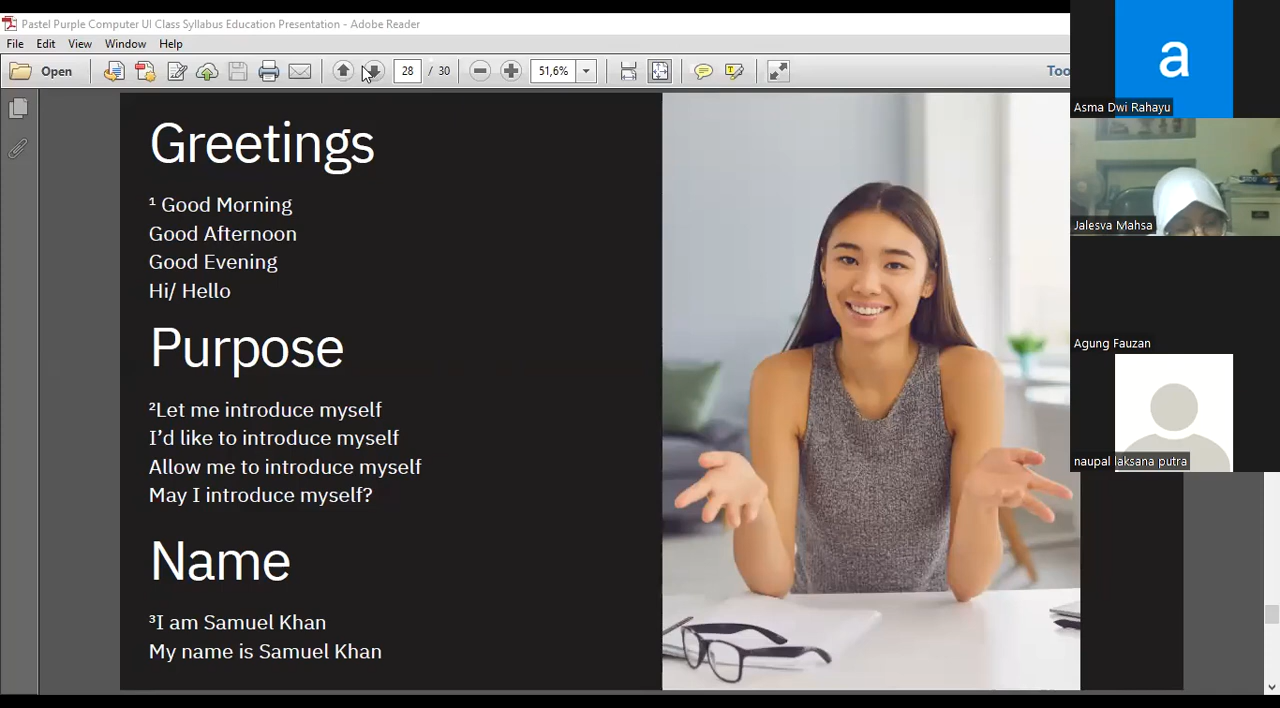 Pastel Purple Computer UI Class Syllabus Education Presentation - Adobe Reader
File Edit View Window Help
Open 28 / 30 51,6% Too
Greetings
¹ Good Morning
Good Afternoon
Good Evening
Hi/ Hello
Purpose
²Let me introduce myself
I’d like to introduce myself
Allow me to introduce myself
May I introduce myself?
Name
³I am Samuel Khan
My name is Samuel Khan
a
Asma Dwi Rahayu
Jalesva Mahsa
Agung Fauzan
naupal laksana putra